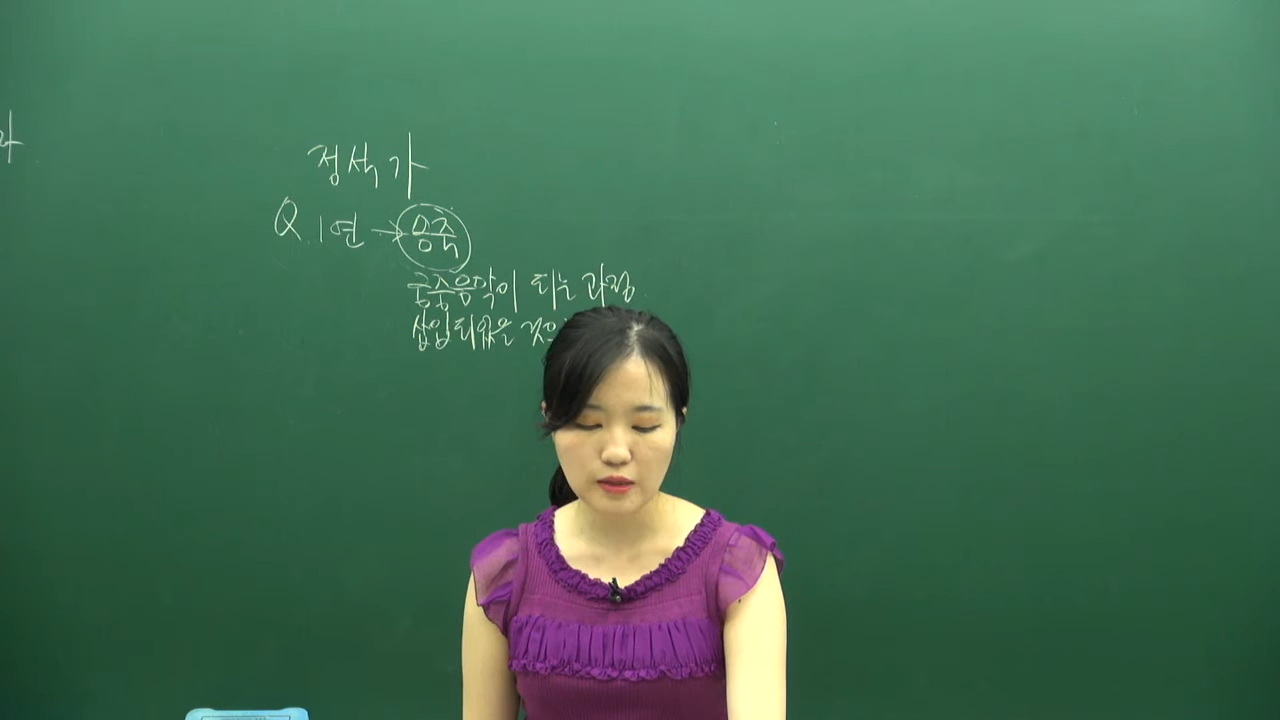 정석가
Q. 1연 → 송축
궁중음악이 되는 과정
삽입되었을 것으